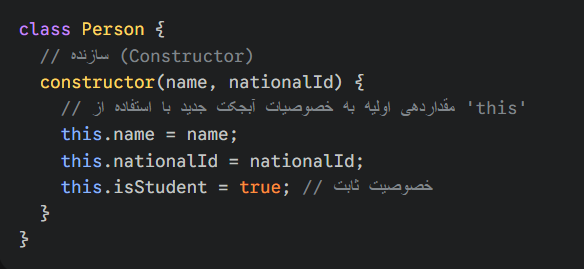 class Person {
  // سازنده (Constructor)
  constructor(name, nationalId) {
    // مقداردهی اولیه به خصوصیات آبجکت جدید با استفاده از 'this'
    this.name = name;
    this.nationalId = nationalId;
    this.isStudent = true; // خصوصیت ثابت
  }
}